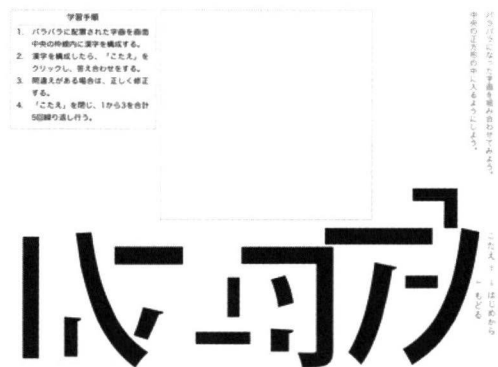 学習手順
1. バラバラに配置された字画を画面
中央の枠線内に漢字を構成する。
2. 漢字を構成したら、「こたえ」を
クリックし、答え合わせをする。
3. 間違えがある場合は、正しく修正
する。
4. 「こたえ」を閉じ、1から3を合計
5回繰り返し行う。
バラバラになった字画を組み合わせてみよう。
中央の正方形の中に入るようにしよう。
こたえ
はじめから
もどる